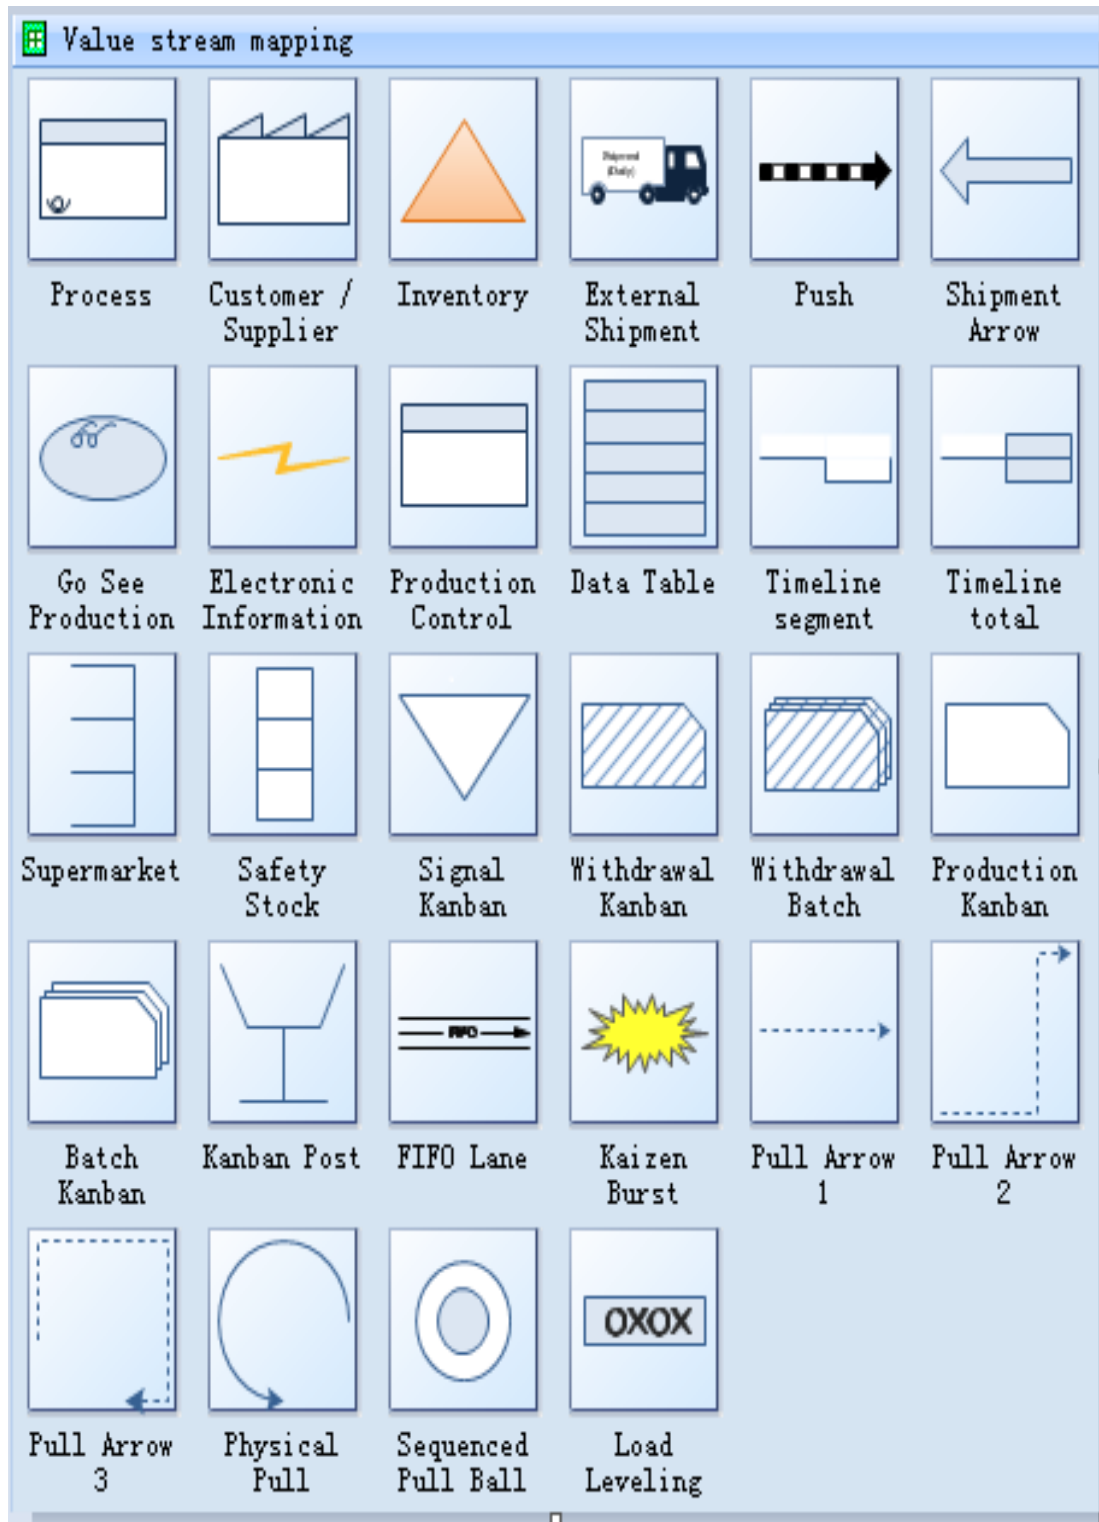 Value stream mapping
Shipment
(Daily)
Process
Customer /
Supplier
Inventory
External
Shipment
Push
Shipment
Arrow
Go See
Production
Electronic
Information
Production
Control
Data Table
Timeline
segment
Timeline
total
Supermarket
Safety
Stock
Signal
Kanban
Withdrawal
Kanban
Withdrawal
Batch
Production
Kanban
FIFO
Batch
Kanban
Kanban Post
FIFO Lane
Kaizen
Burst
Pull Arrow
1
Pull Arrow
2
OXOX
Pull Arrow
3
Physical
Pull
Sequenced
Pull Ball
Load
Leveling